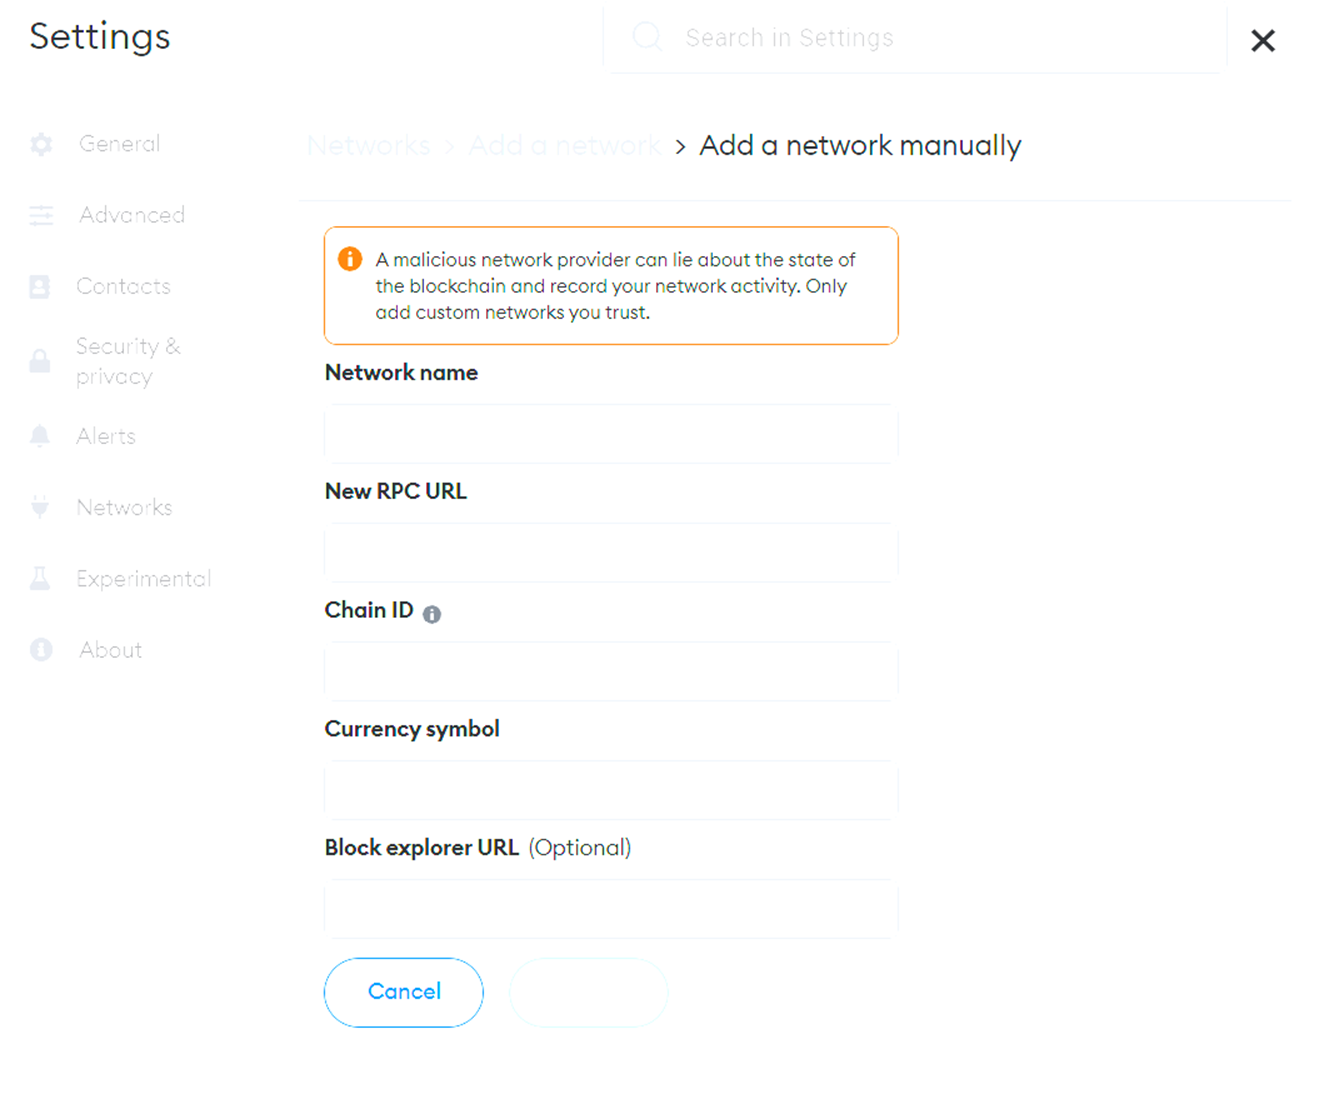 Settings
Search in Settings
General
Advanced
Contacts
Security &
privacy
Alerts
Networks
Experimental
About
Networks > Add a network > Add a network manually
A malicious network provider can lie about the state of
the blockchain and record your network activity. Only
add custom networks you trust.
Network name
New RPC URL
Chain ID
Currency symbol
Block explorer URL (Optional)
Cancel